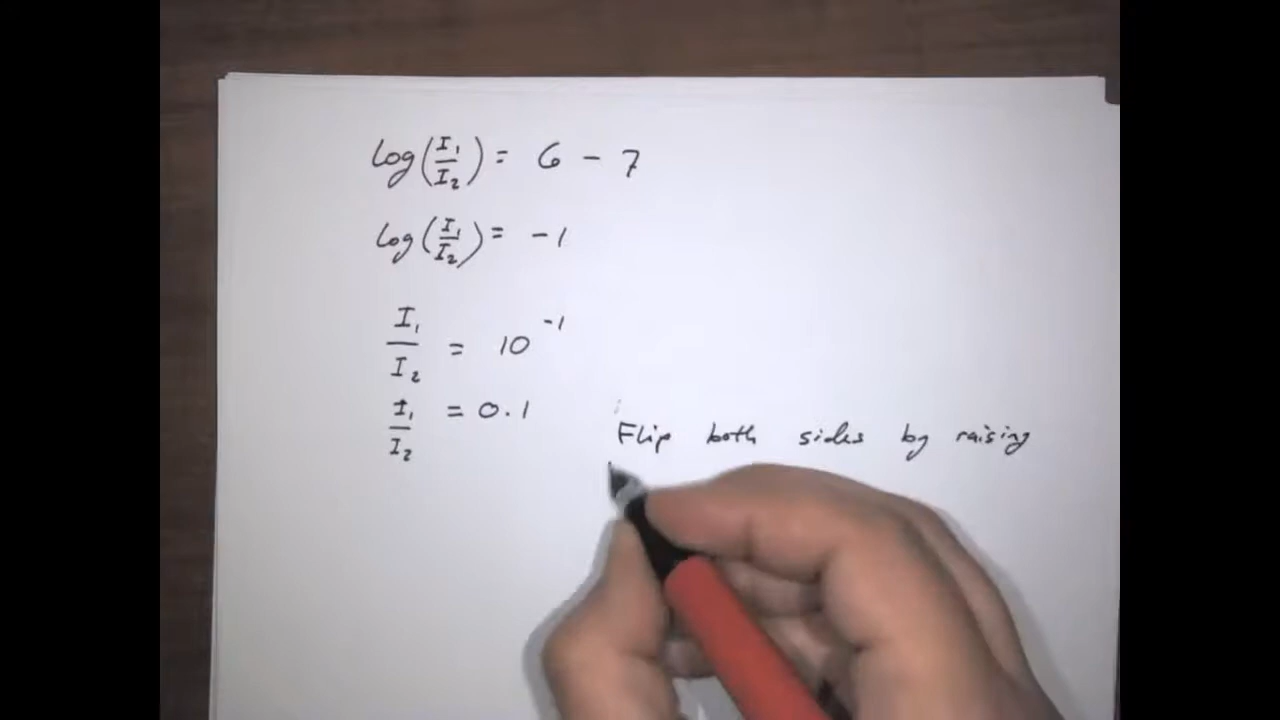 log(I₁/I₂) = 6 - 7
log(I₁/I₂) = -1
I₁/I₂ = 10⁻¹
I₁/I₂ = 0.1
Flip both sides by raising